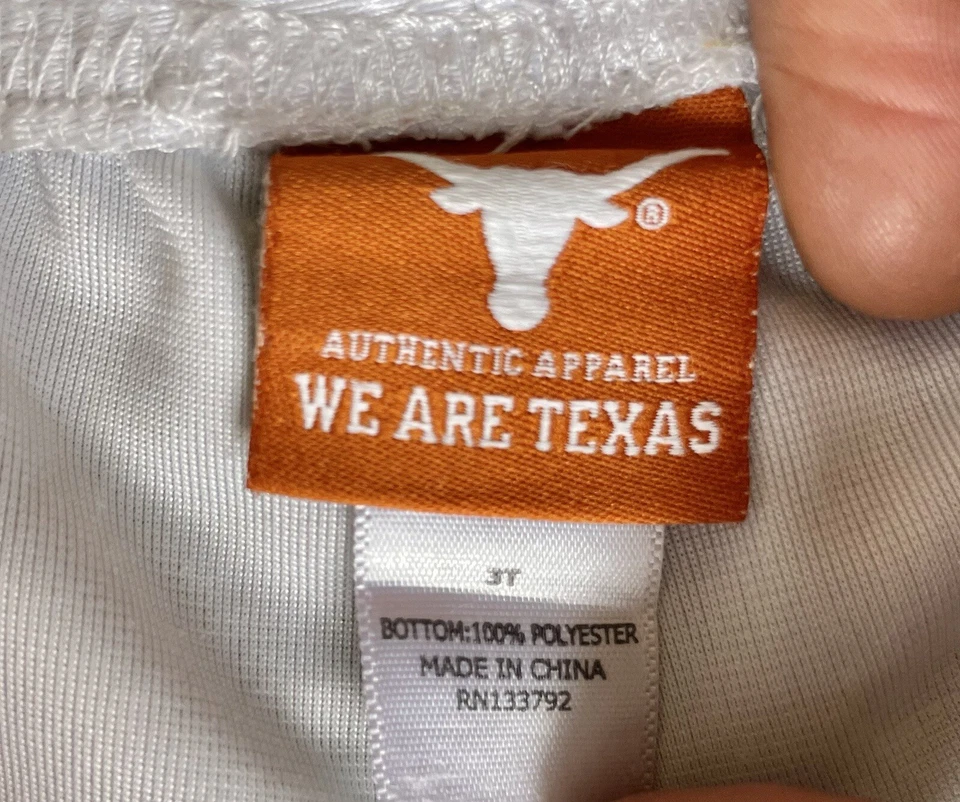 ®
AUTHENTIC APPAREL
WE ARE TEXAS
3T
BOTTOM:100% POLYESTER
MADE IN CHINA
RN133792